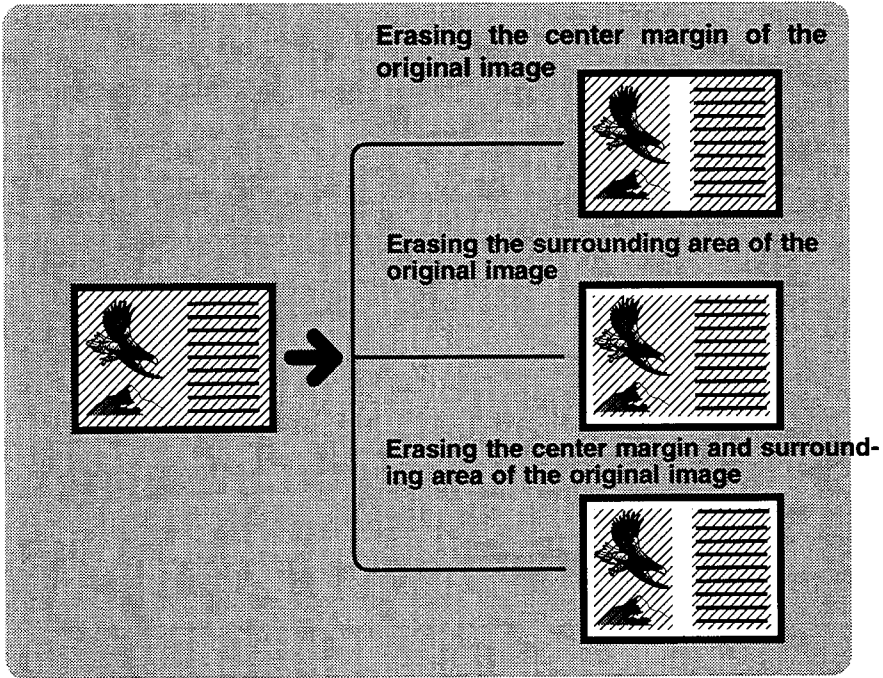 Erasing the center margin of the
original image
Erasing the surrounding area of the
original image
Erasing the center margin and surround-
ing area of the original image